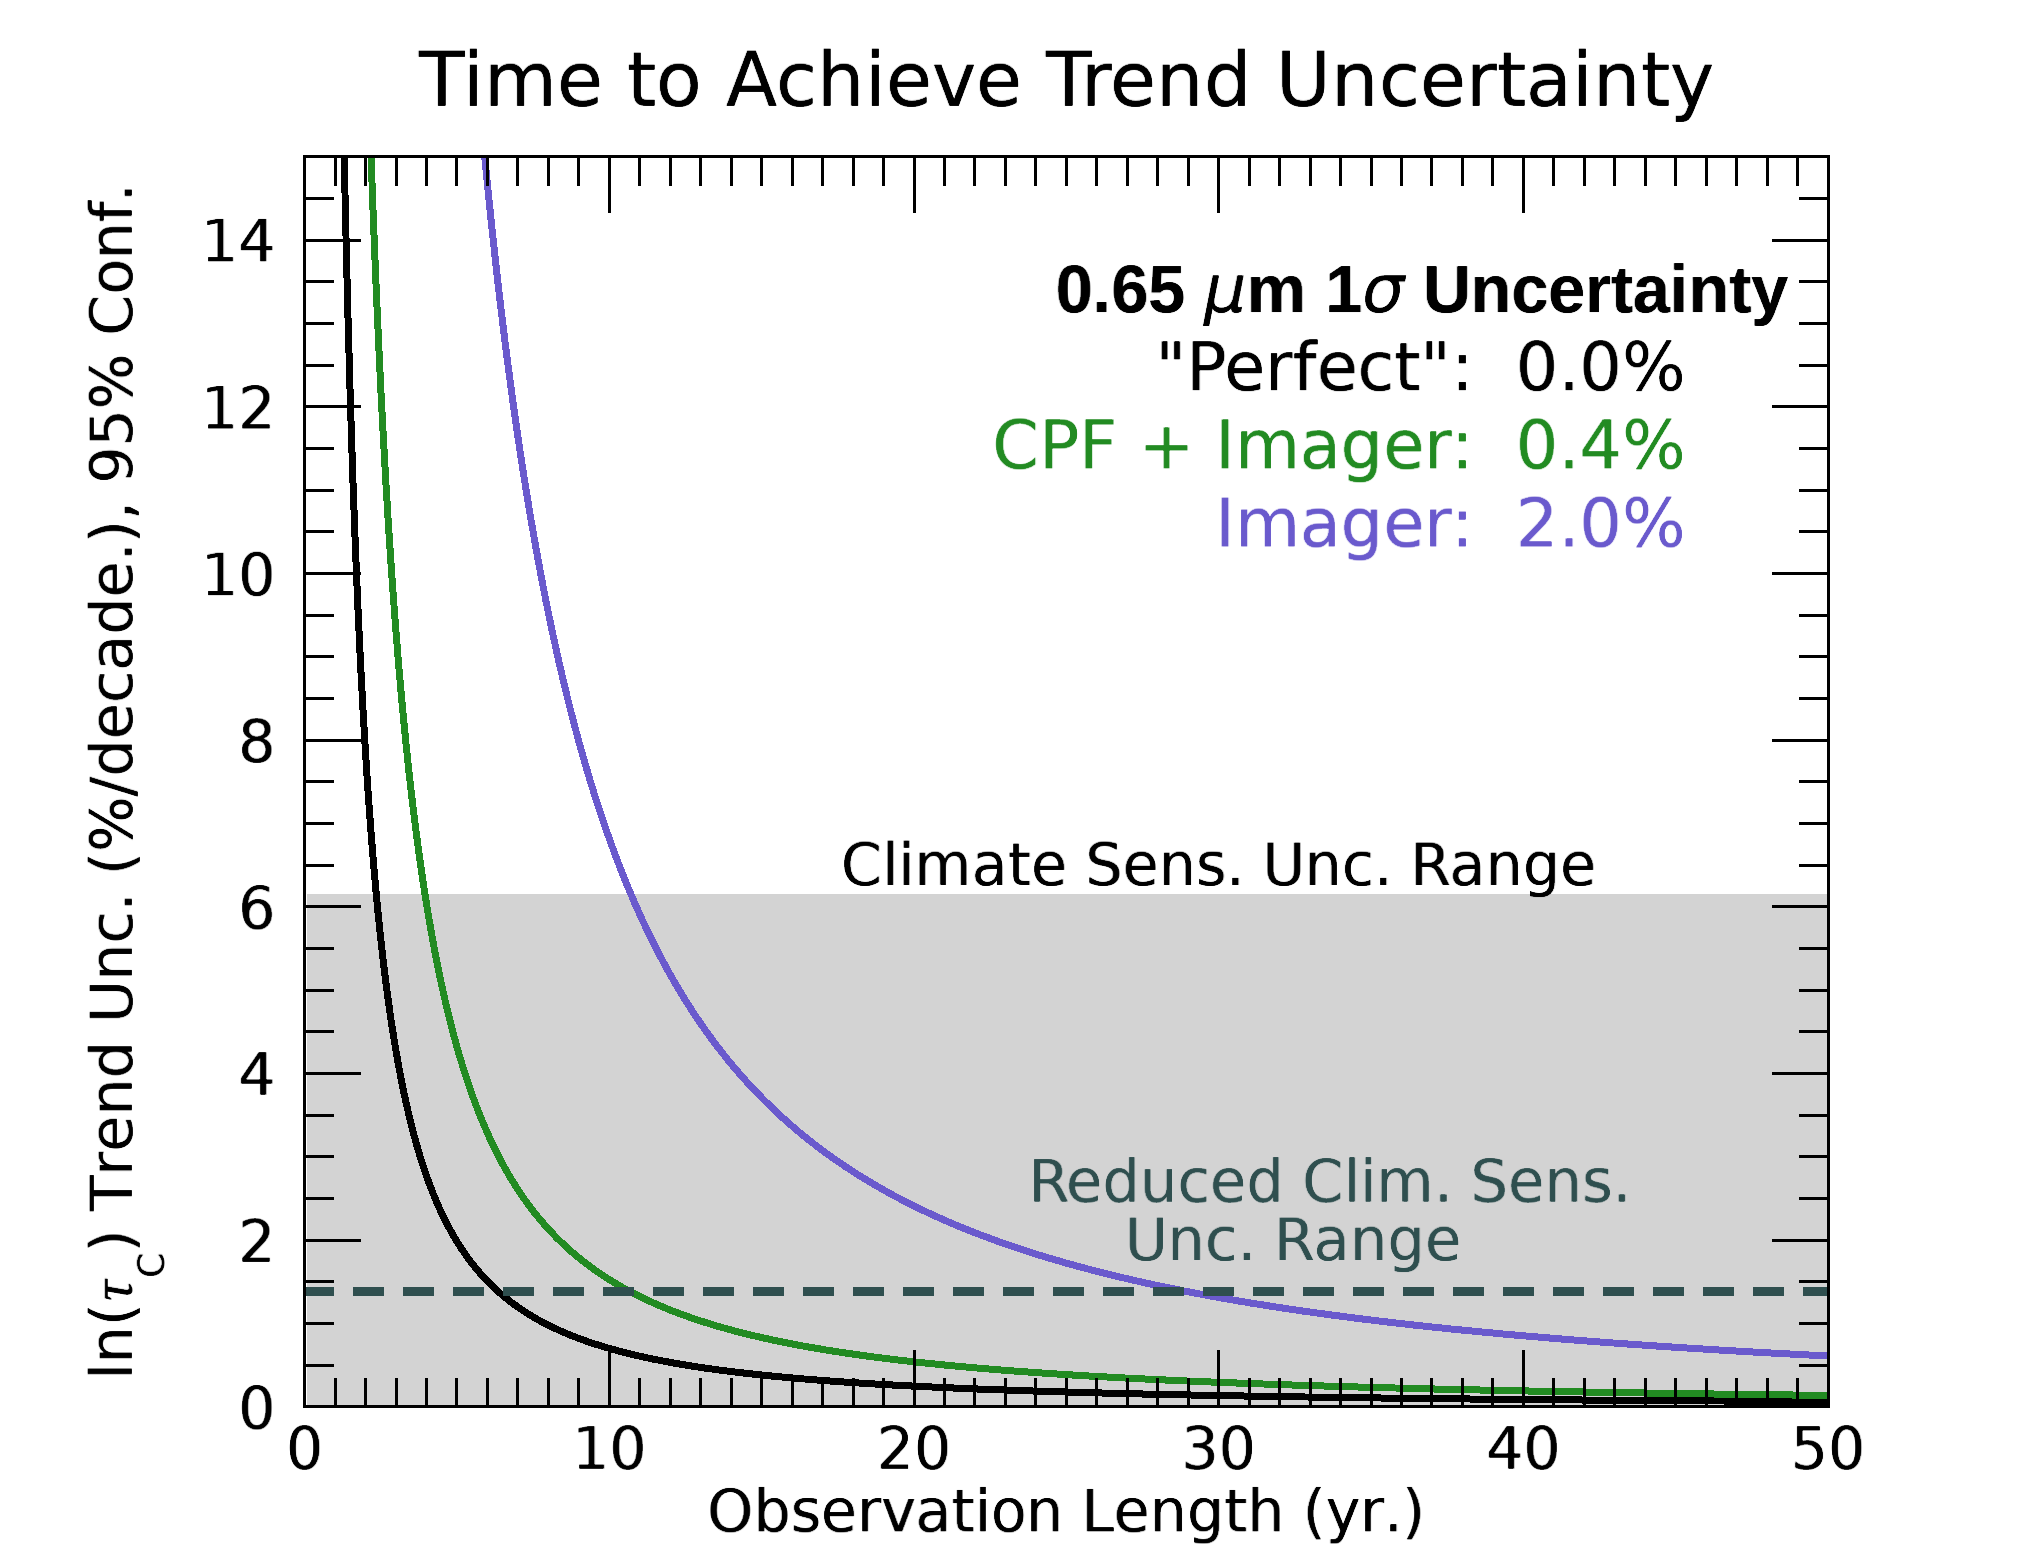 Time to Achieve Trend Uncertainty
ln(τC) Trend Unc. (%/decade.), 95% Conf.
14
12
10
8
6
4
2
0
0.65 μm 1σ Uncertainty
"Perfect": 0.0%
CPF + Imager: 0.4%
Imager: 2.0%
Climate Sens. Unc. Range
Reduced Clim. Sens.
Unc. Range
0 10 20 30 40 50
Observation Length (yr.)